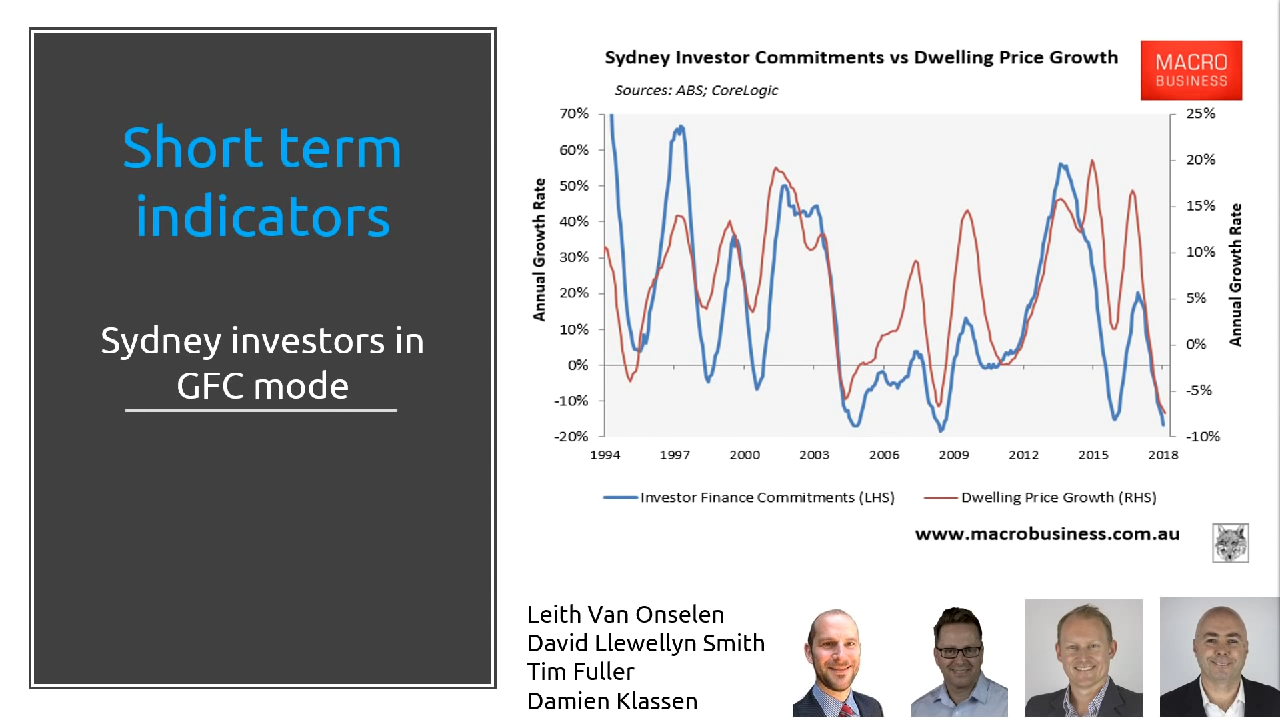 Short term
indicators
Sydney investors in
GFC mode
Sydney Investor Commitments vs Dwelling Price Growth
Sources: ABS; CoreLogic
MACRO
BUSINESS
70%
60%
50%
40%
30%
20%
10%
0%
-10%
-20%
Annual Growth Rate
25%
20%
15%
10%
5%
0%
-5%
-10%
Annual Growth Rate
1994 1997 2000 2003 2006 2009 2012 2015 2018
Investor Finance Commitments (LHS) Dwelling Price Growth (RHS)
www.macrobusiness.com.au
Leith Van Onselen
David Llewellyn Smith
Tim Fuller
Damien Klassen